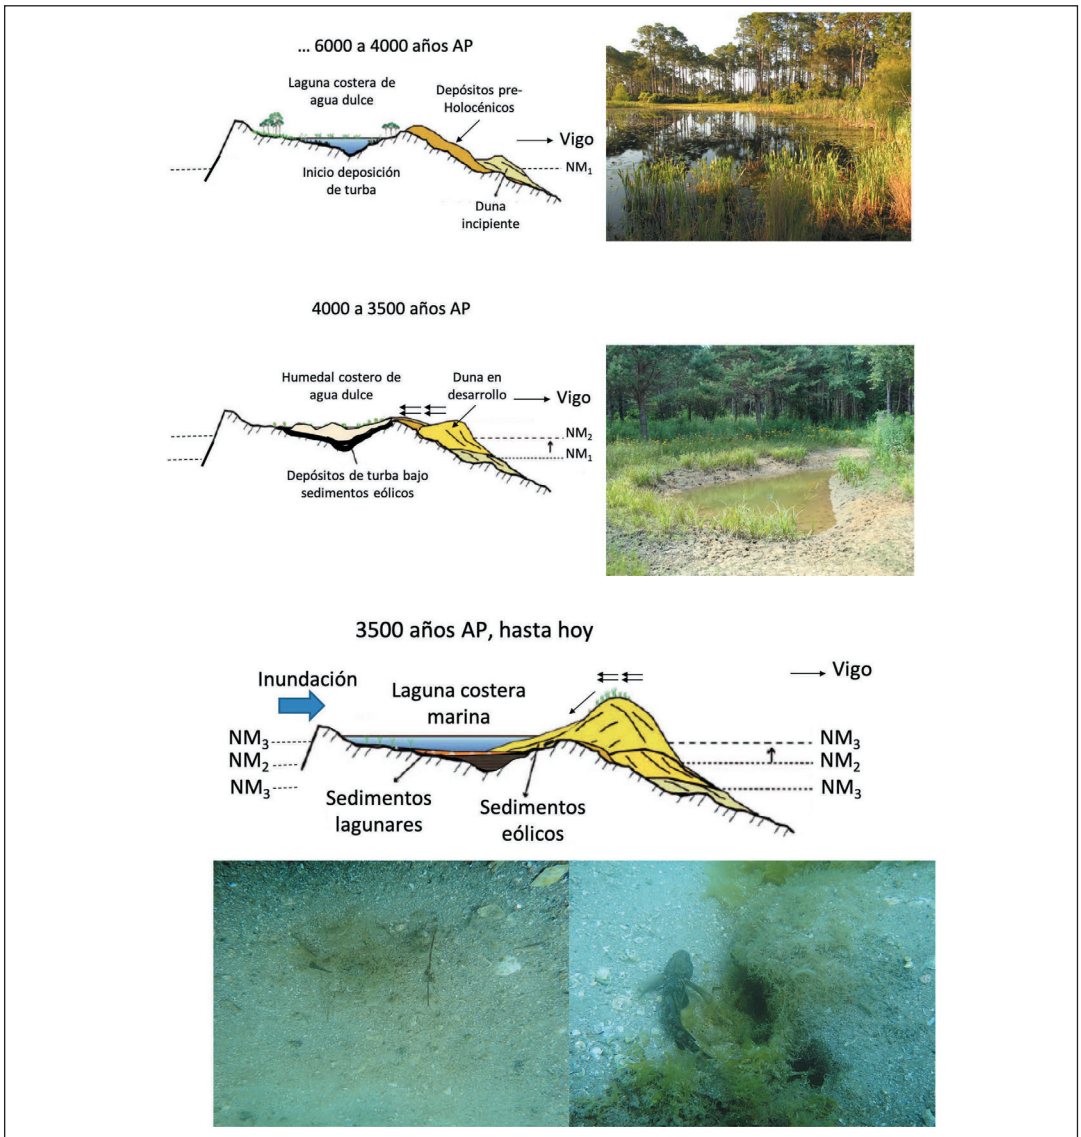 ... 6000 a 4000 años AP
Laguna costera de
agua dulce
Depósitos pre-
Holocénicos
Vigo
NM₁
Inicio deposición
de turba
Duna
incipiente
4000 a 3500 años AP
Humedal costero de
agua dulce
Duna en
desarrollo
Vigo
NM₂
NM₁
Depósitos de turba bajo
sedimentos eólicos
3500 años AP, hasta hoy
Vigo
Inundación
Laguna costera
marina
NM₃
NM₂
NM₃
NM₃
NM₂
NM₃
Sedimentos
lagunares
Sedimentos
eólicos